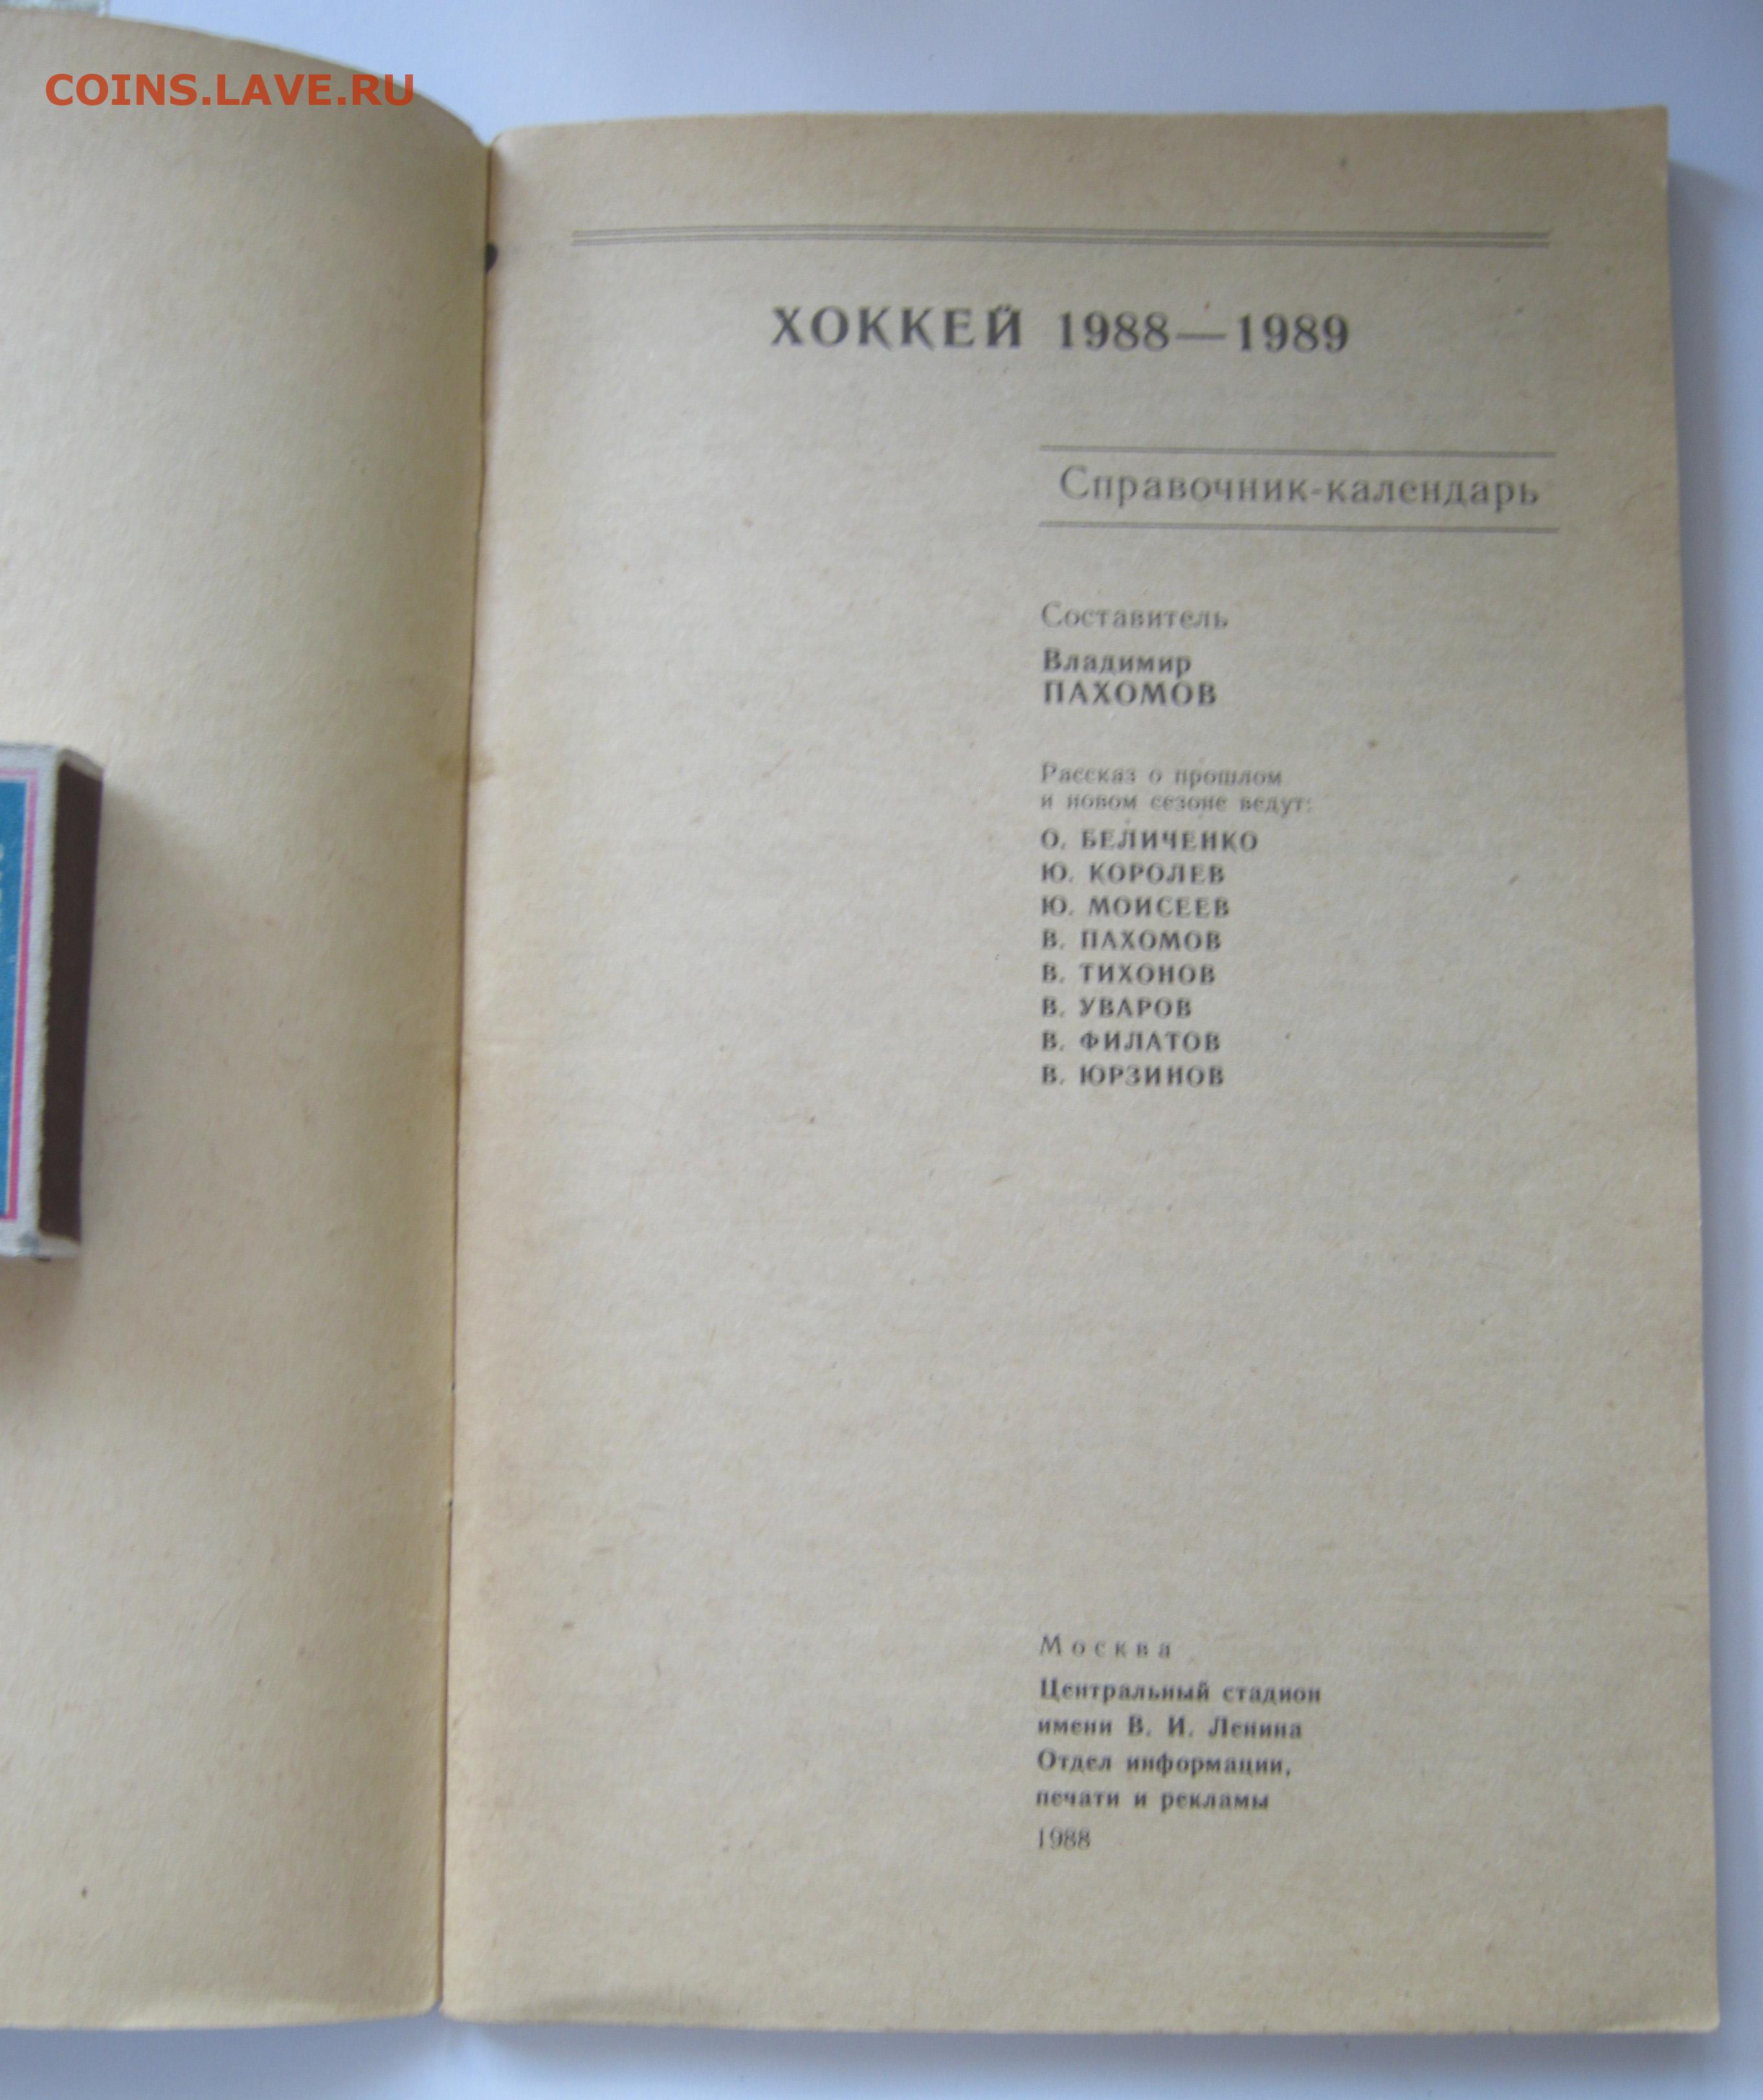 COINS.LAVE.RU
ХОККЕЙ 1988—1989
Справочник-календарь
Составитель
Владимир
ПАХОМОВ
Рассказ о прошлом
и новом сезоне ведут:
О. БЕЛИЧЕНКО
Ю. КОРОЛЕВ
Ю. МОИСЕЕВ
В. ПАХОМОВ
В. ТИХОНОВ
В. УВАРОВ
В. ФИЛАТОВ
В. ЮРЗИНОВ
Москва
Центральный стадион
имени В. И. Ленина
Отдел информации,
печати и рекламы
1988